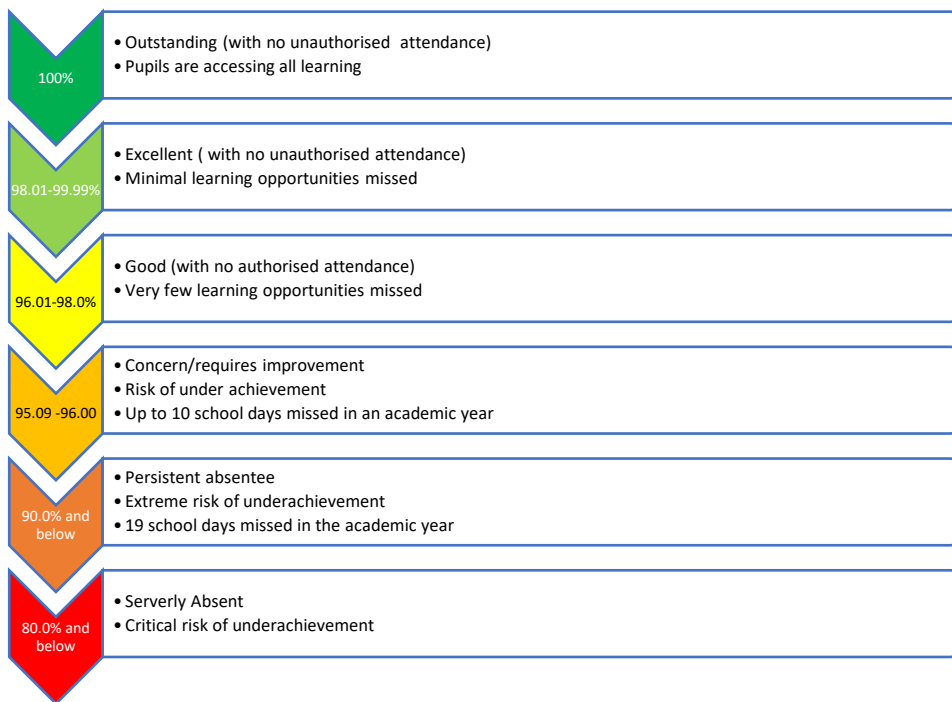 100%
• Outstanding (with no unauthorised  attendance)
• Pupils are accessing all learning
98.01-99.99%
• Excellent ( with no unauthorised attendance)
• Minimal learning opportunities missed
96.01-98.0%
• Good (with no authorised attendance)
• Very few learning opportunities missed
95.09 -96.00
• Concern/requires improvement
• Risk of under achievement
• Up to 10 school days missed in an academic year
90.0% and
below
• Persistent absentee
• Extreme risk of underachievement
• 19 school days missed in the academic year
80.0% and
below
• Serverly Absent
• Critical risk of underachievement